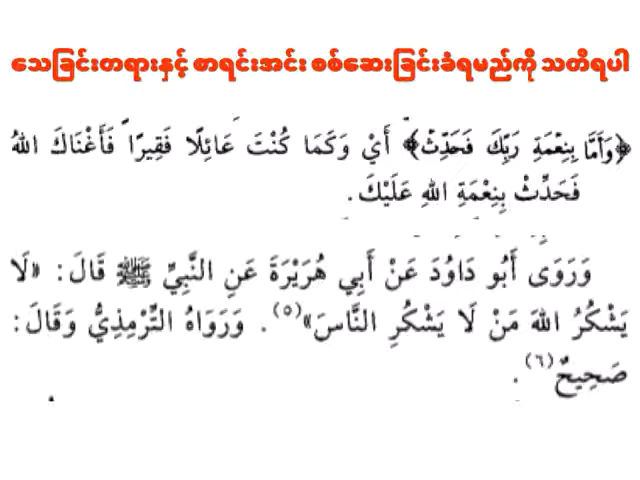 သေခြင်းတရားနှင့် စာရင်းအင်း စစ်ဆေးခြင်းခံရမည်ကို သတိရပါ
﴿وَأَمَّا بِنِعْمَةِ رَبِّكَ فَحَدِّثْ﴾ أَيْ وَكَمَا كُنْتَ عَائِلًا فَقِيرًا فَأَغْنَاكَ اللهُ
فَحَدِّثْ بِنِعْمَةِ اللهِ عَلَيْكَ.
وَرَوَى أَبُو دَاوُدَ عَنْ أَبِي هُرَيْرَةَ عَنِ النَّبِيِّ ﷺ قَالَ: «لَا
يَشْكُرُ اللهَ مَنْ لَا يَشْكُرِ النَّاسَ»(٥). وَرَوَاهُ التِّرْمِذِيُّ وَقَالَ:
صَحِيحٌ(٦).